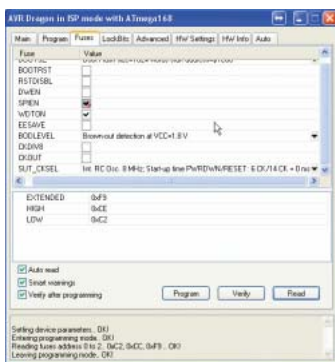 AVR Dragon in ISP mode with ATmega168
Main Program Fuses LockBits Advanced HW Settings HW Info Auto
Fuse Value
BOOTRST
RSTDISBL
DWEN
SPIEN
WDTON
EESAVE
BODLEVEL Brown-out detection at VCC=1.8 V
CKDIV8
CKOUT
SUT_CKSEL Int. RC Osc. 8 MHz; Start-up time PWRDWN/RESET: 6 CK/14 CK + 0 ms
EXTENDED 0xF9
HIGH
LOW 0xC2
Auto read
Smart warnings
Verify after programming
Program Verify Read
Setting device parameters.. OK!
Entering programming mode.. OK!
Reading fuses address 0 to 2.. 0xC2, 0xF9.. OK!
Leaving programming mode.. OK!